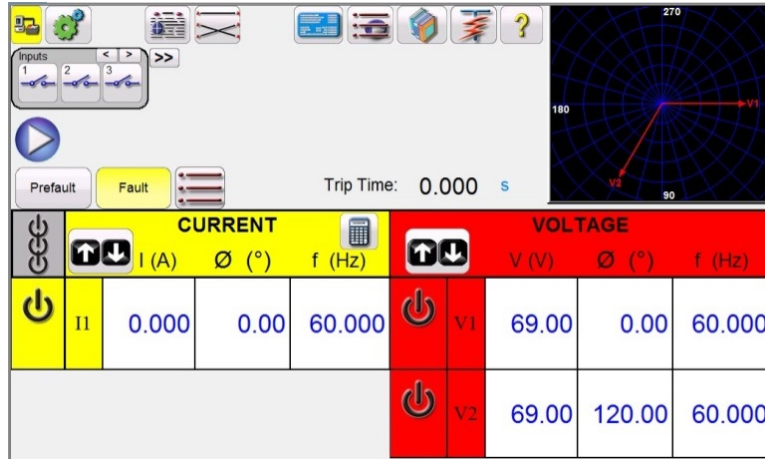 ?
270
Inputs < > >>
1 2 3
180 V1
Prefault Fault Trip Time: 0.000 s
V2 90
CURRENT VOLTAGE
I (A) Ø (°) f (Hz) V (V) Ø (°) f (Hz)
I1 0.000 0.00 60.000 V1 69.00 0.00 60.000
V2 69.00 120.00 60.000